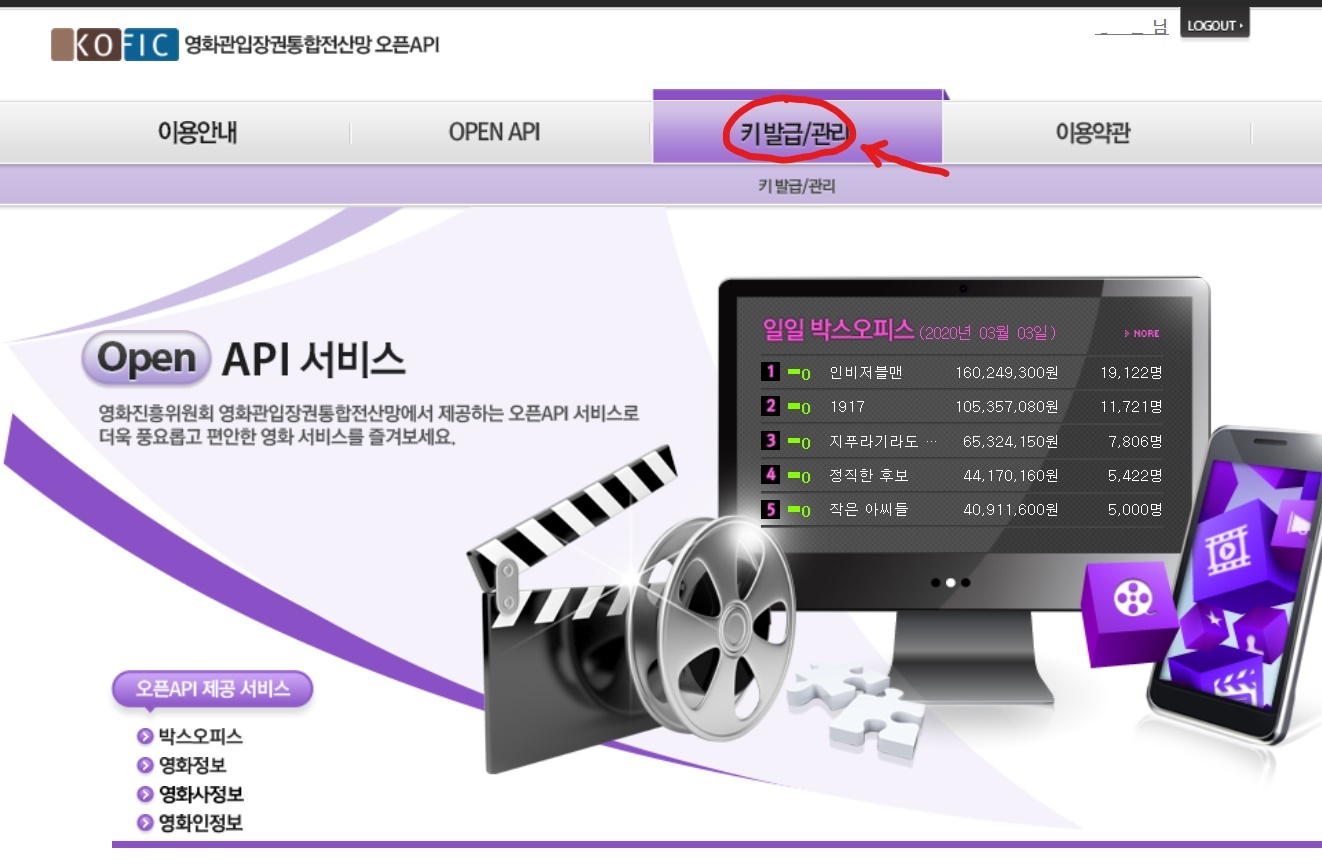 KOFIC 영화관입장권통합전산망 오픈API
님 LOGOUT
이용안내 OPEN API 키 발급/관리 이용약관
키 발급/관리
일일 박스오피스 (2020년 03월 03일) MORE
1 0 인비저블맨 160,249,300원 19,122명
2 0 1917 105,357,080원 11,721명
3 0 지푸라기라도 ... 65,324,150원 7,806명
4 0 정직한 후보 44,170,160원 5,422명
5 0 작은 아씨들 40,911,600원 5,000명
Open API 서비스
영화진흥위원회 영화관입장권통합전산망에서 제공하는 오픈API 서비스로
더욱 풍요롭고 편안한 영화 서비스를 즐겨보세요.
오픈API 제공 서비스
박스오피스
영화정보
영화사정보
영화인정보